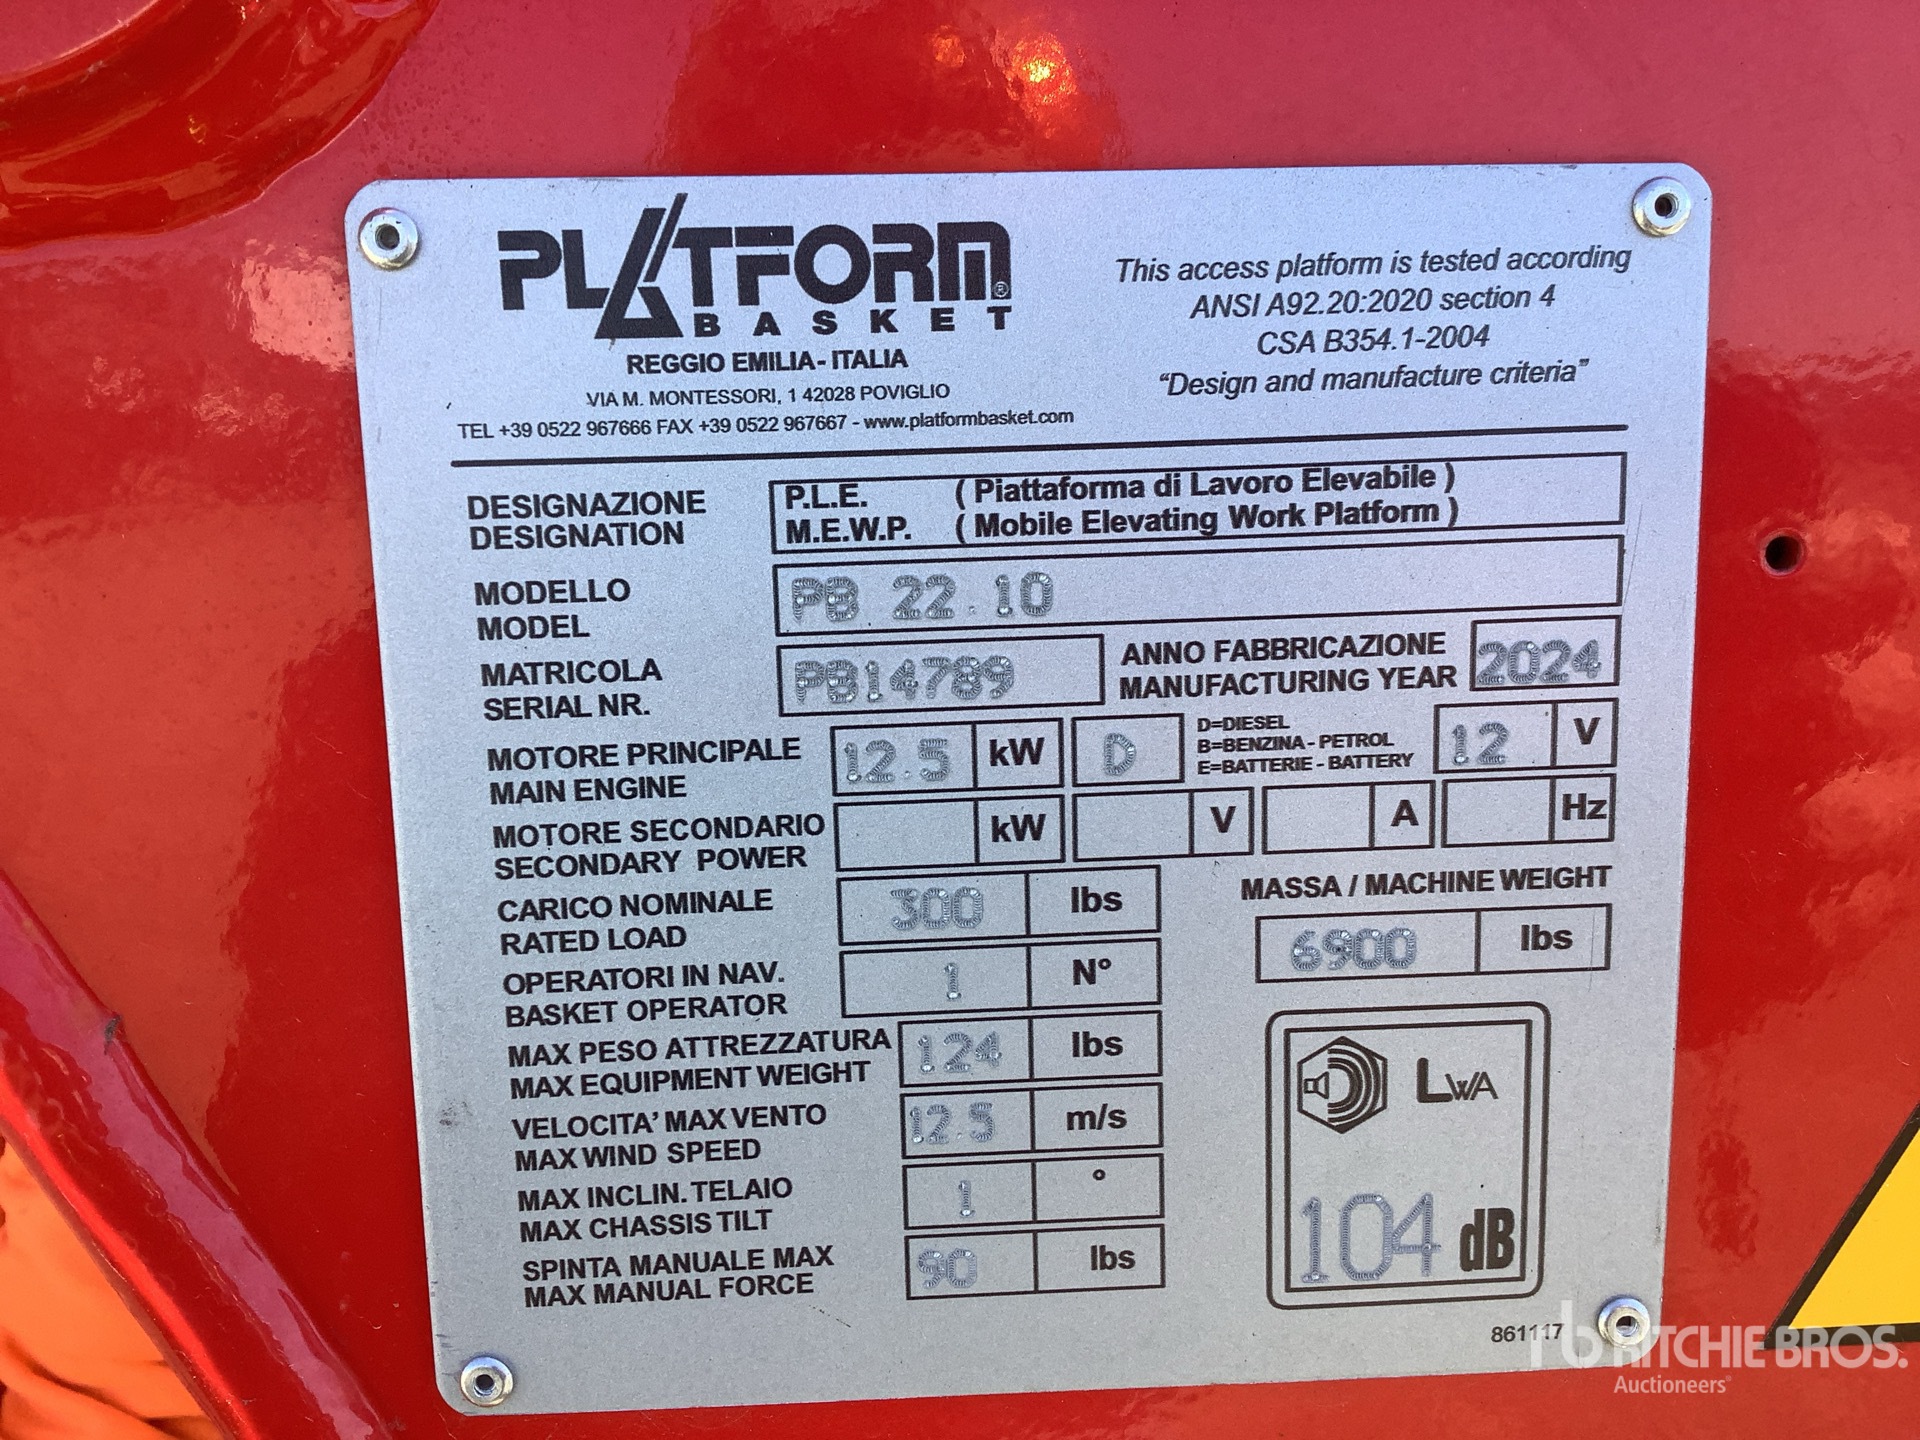 PLATFORM®
BASKET
REGGIO EMILIA - ITALIA
VIA M. MONTESSORI, 1 42028 POVIGLIO
TEL +39 0522 967666 FAX +39 0522 967667 - www.platformbasket.com
This access platform is tested according
ANSI A92.20:2020 section 4
CSA B354.1-2004
"Design and manufacture criteria"
DESIGNAZIONE P.L.E. ( Piattaforma di Lavoro Elevabile )
DESIGNATION M.E.W.P. ( Mobile Elevating Work Platform )
MODELLO
MODEL PB 22.10
MATRICOLA
SERIAL NR. PB14789
ANNO FABBRICAZIONE
MANUFACTURING YEAR 2024
MOTORE PRINCIPALE
MAIN ENGINE 12.5 kW D
D=DIESEL
B=BENZINA - PETROL
E=BATTERIE - BATTERY
12 V
MOTORE SECONDARIO
SECONDARY POWER kW V A Hz
CARICO NOMINALE
RATED LOAD 300 lbs
MASSA / MACHINE WEIGHT
6900 lbs
OPERATORI IN NAV.
BASKET OPERATOR 1 N°
MAX PESO ATTREZZATURA
MAX EQUIPMENT WEIGHT 124 lbs
VELOCITA' MAX VENTO
MAX WIND SPEED 12.5 m/s
MAX INCLIN. TELAIO
MAX CHASSIS TILT 1 °
SPINTA MANUALE MAX
MAX MANUAL FORCE 90 lbs
LWA
104 dB
861117
rb RITCHIE BROS.
Auctioneers®